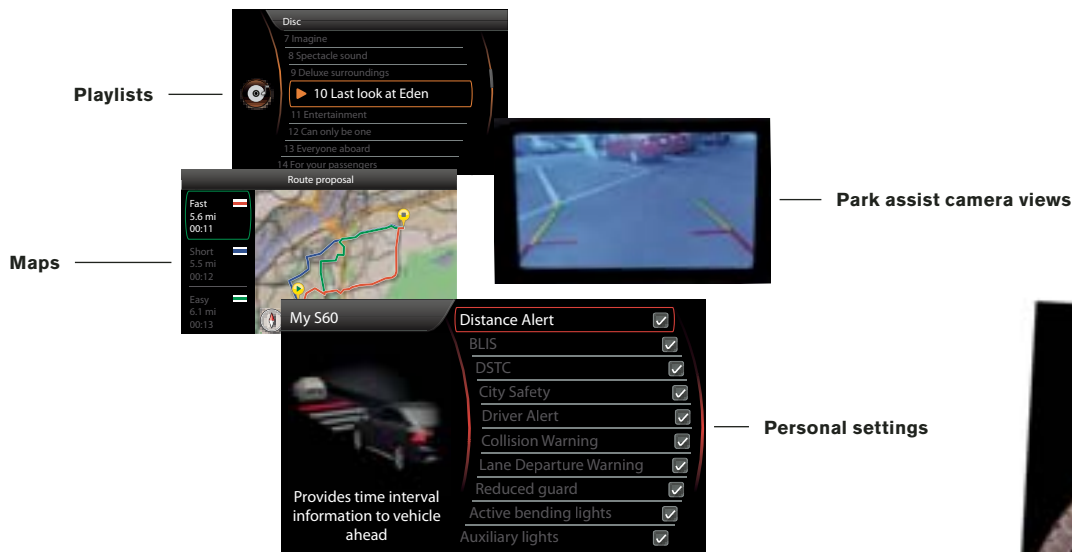 Disc
7 Imagine
8 Spectacle sound
9 Deluxe surroundings
10 Last look at Eden
11 Entertainment
12 Can only be one
13 Everyone aboard
14 For your passengers
Playlists
Route proposal
Fast
5.6 mi
00:11
Short
5.5 mi
00:12
Easy
6.1 mi
00:13
Maps
Park assist camera views
My S60
Distance Alert
BLIS
DSTC
City Safety
Driver Alert
Collision Warning
Lane Departure Warning
Reduced guard
Active bending lights
Auxiliary lights
Provides time interval
information to vehicle
ahead
Personal settings